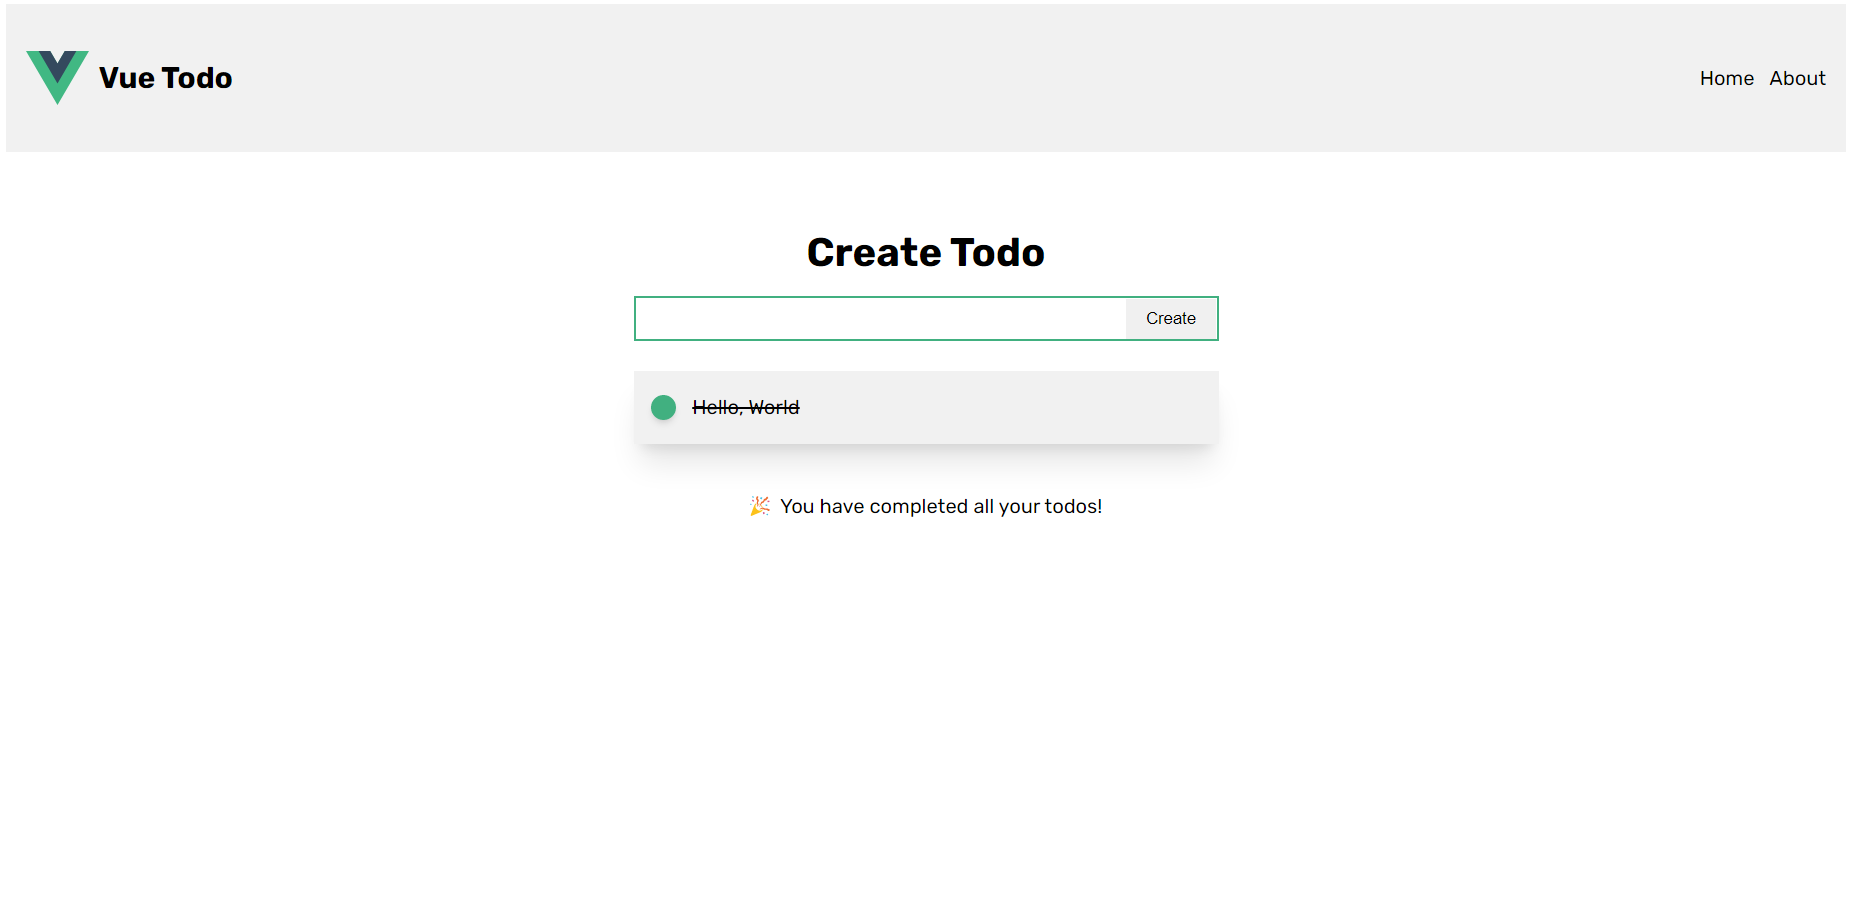 Vue Todo
Home About
Create Todo
Create
Hello, World
🎉 You have completed all your todos!